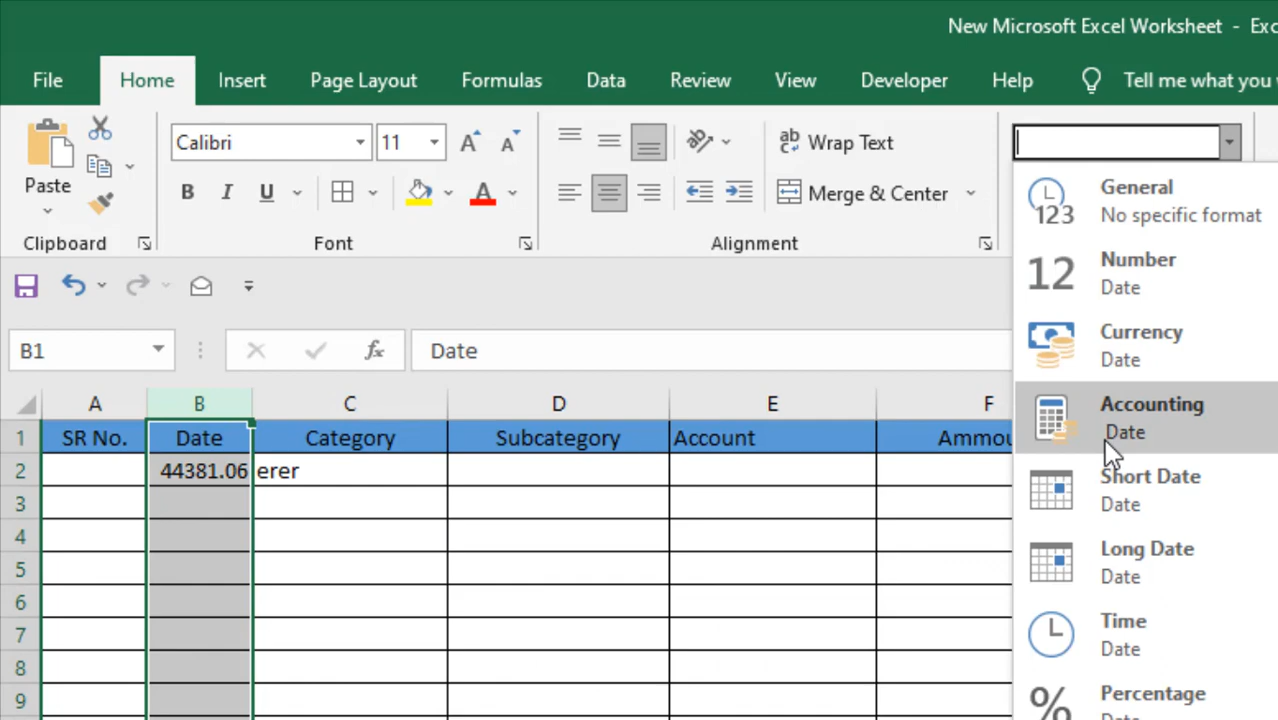 New Microsoft Excel Worksheet - Exc
File Home Insert Page Layout Formulas Data Review View Developer Help Tell me what you
Paste
Calibri 11
Wrap Text
Merge & Center
Clipboard Font Alignment
B1 fx Date
A B C D E F
1 SR No. Date Category Subcategory Account Ammou
2 44381.06 erer
3
4
5
6
7
8
9
General
123 No specific format
12 Number
Date
Currency
Date
Accounting
Date
Short Date
Date
Long Date
Date
Time
Date
% Percentage